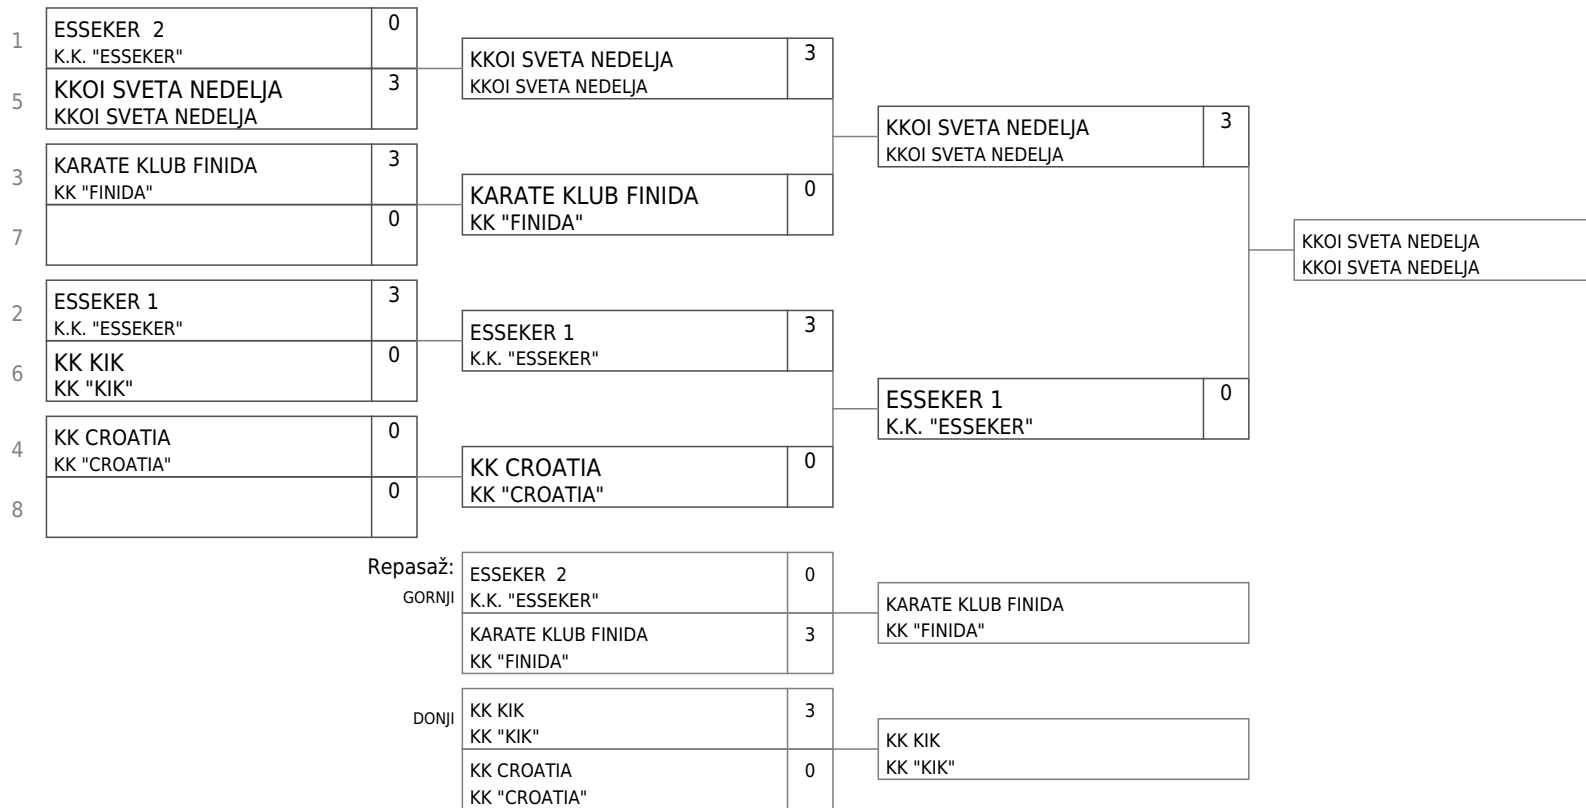 1
ESSEKER  2
0
K.K. "ESSEKER"
5
KKOI SVETA NEDELJA
3
KKOI SVETA NEDELJA
3
KARATE KLUB FINIDA
3
KK "FINIDA"
7
0
2
ESSEKER 1
3
K.K. "ESSEKER"
6
KK KIK
0
KK "KIK"
4
KK CROATIA
0
KK "CROATIA"
8
0
KKOI SVETA NEDELJA
3
KKOI SVETA NEDELJA
KARATE KLUB FINIDA
0
KK "FINIDA"
ESSEKER 1
3
K.K. "ESSEKER"
KK CROATIA
0
KK "CROATIA"
KKOI SVETA NEDELJA
3
KKOI SVETA NEDELJA
ESSEKER 1
0
K.K. "ESSEKER"
KKOI SVETA NEDELJA
KKOI SVETA NEDELJA
Repasaž:
GORNJI
ESSEKER  2
0
K.K. "ESSEKER"
KARATE KLUB FINIDA
3
KK "FINIDA"
KARATE KLUB FINIDA
KK "FINIDA"
DONJI
KK KIK
3
KK "KIK"
KK CROATIA
0
KK "CROATIA"
KK KIK
KK "KIK"